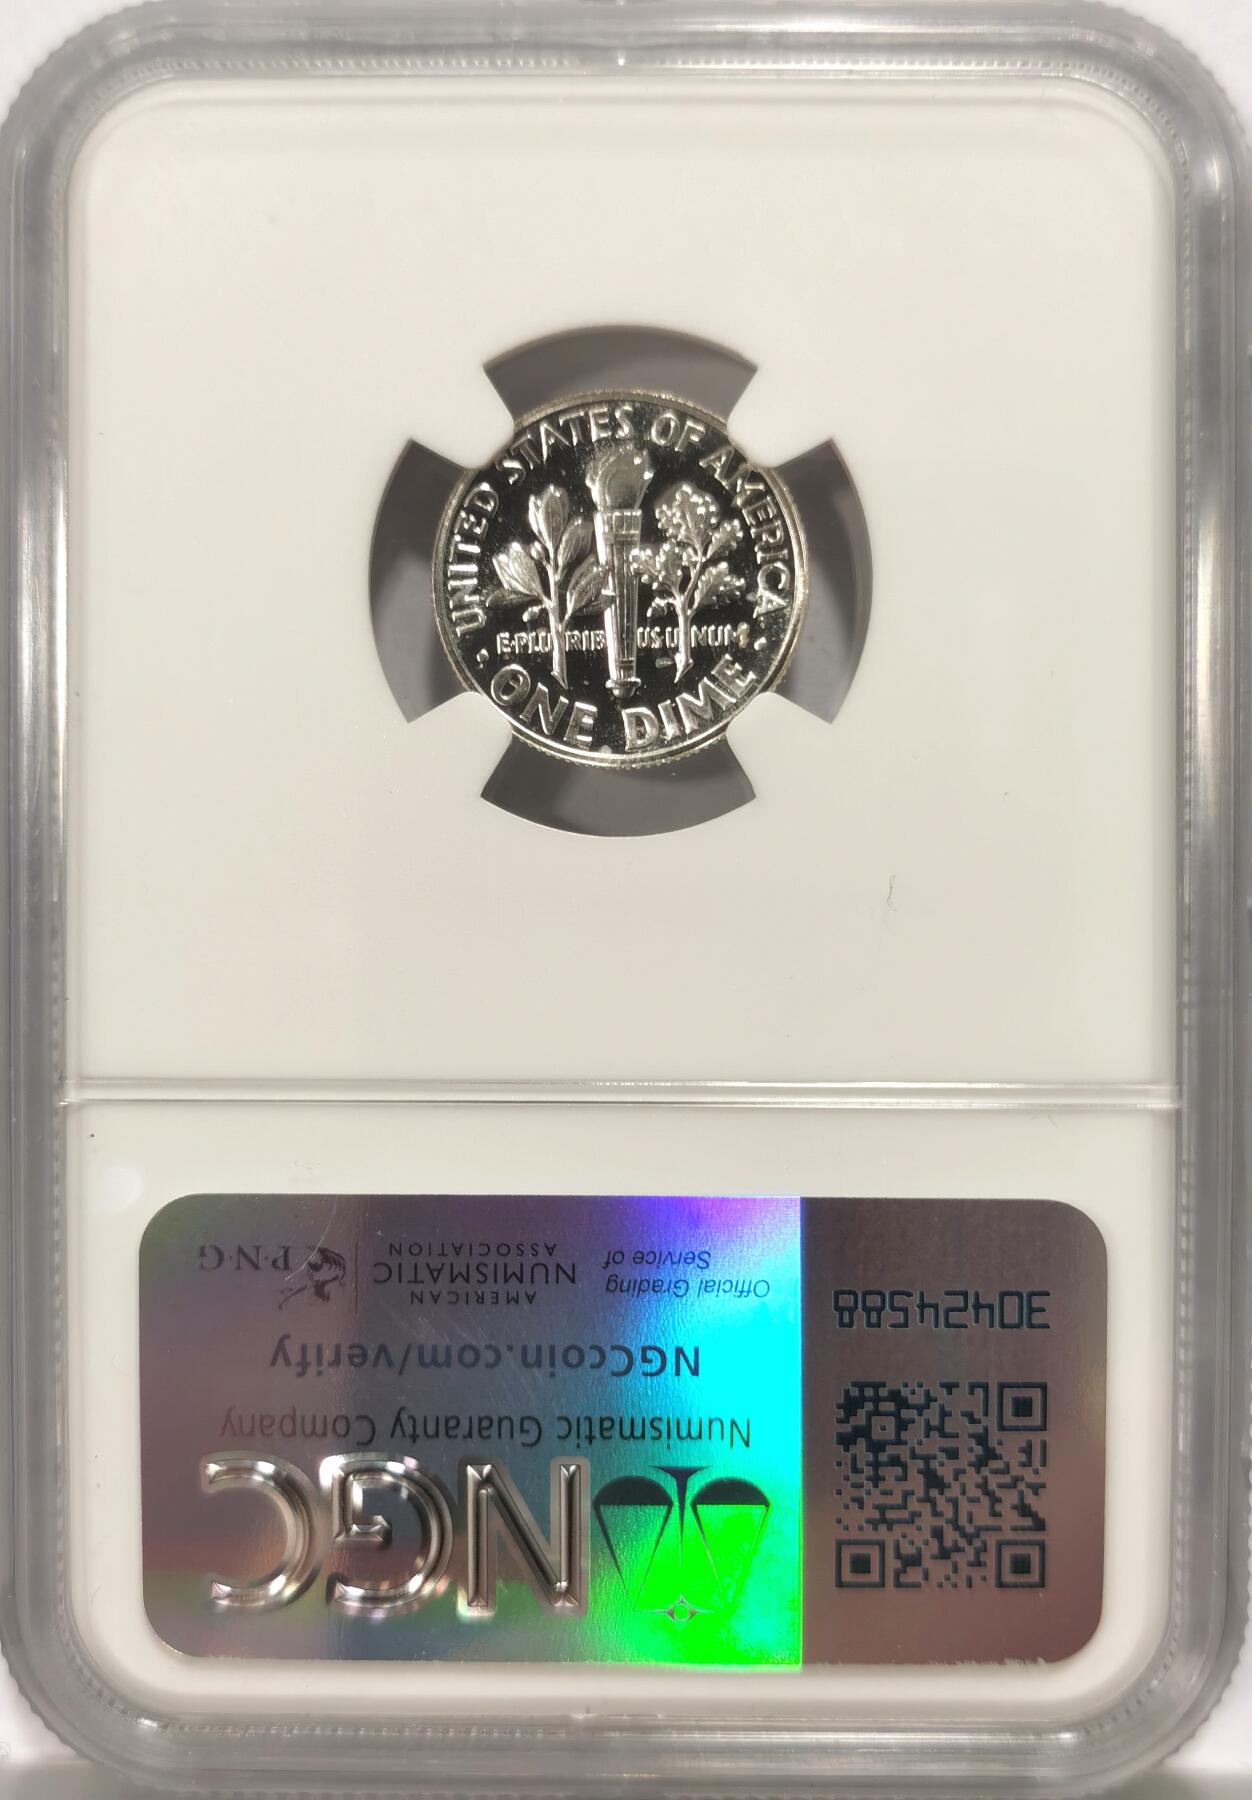 UNITED STATES OF AMERICA
E·PLURIBUS·UNUM
· ONE DIME ·
NGC
Numismatic Guaranty Company
NGCcoin.com/verify
Official Grading
Service of
AMERICAN
NUMISMATIC
ASSOCIATION
P·N·G
30424588